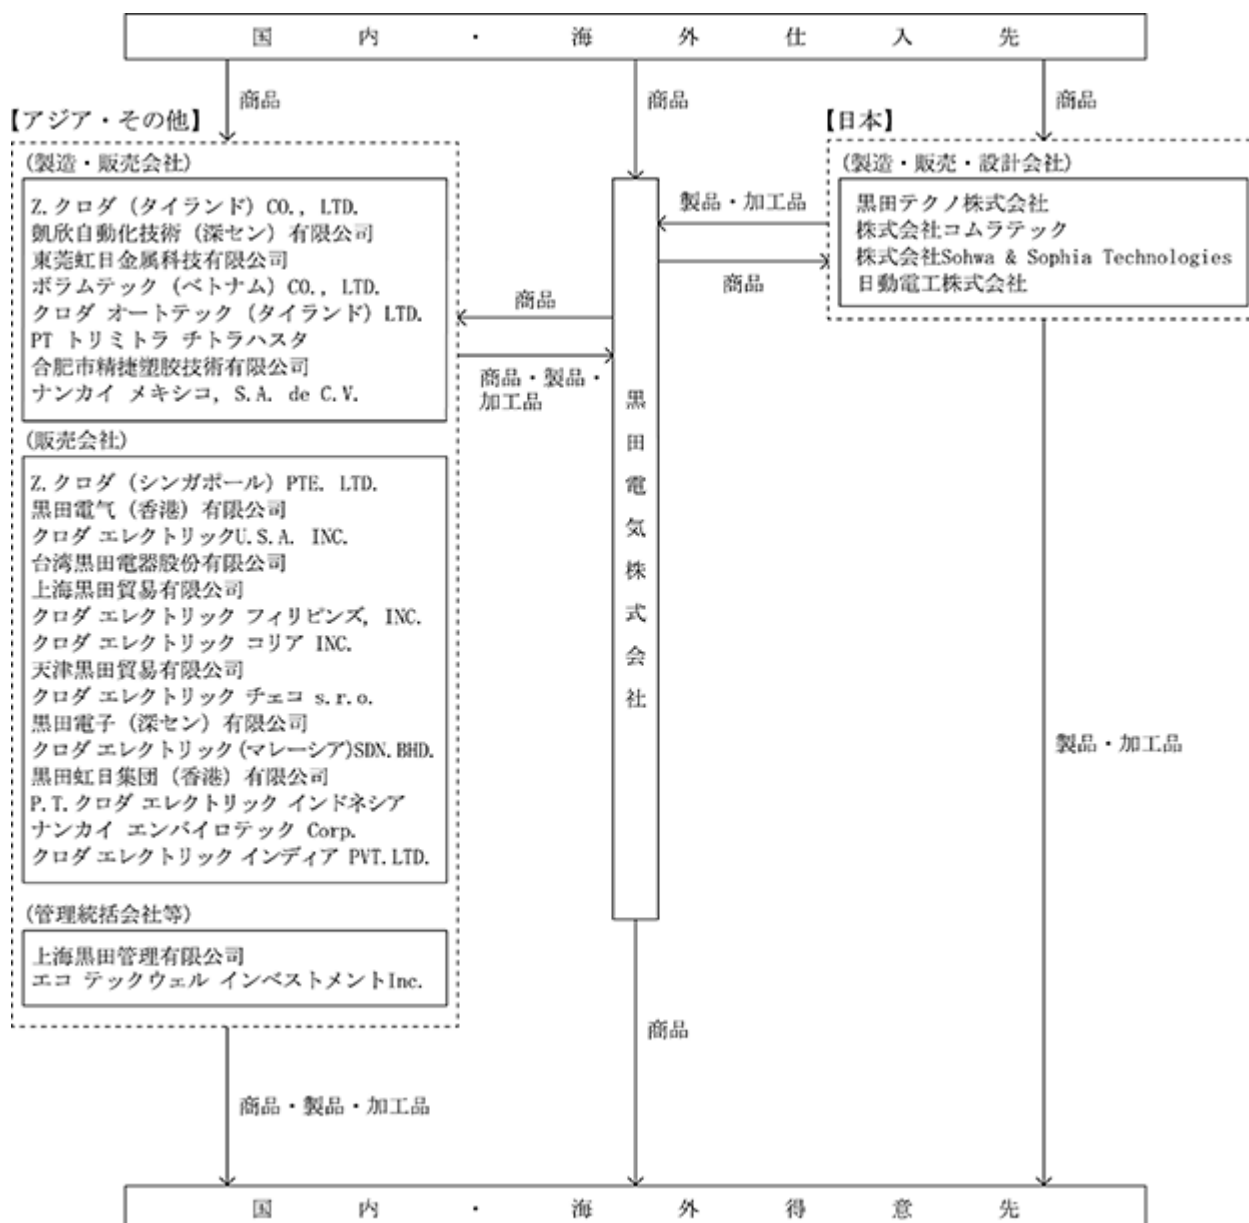 国内・海外仕入先
商品
商品
商品
【アジア・その他】
【日本】
(製造・販売会社)
Z.クロダ (タイランド) CO., LTD.
凱欣自動化技術 (深セン) 有限公司
東莞虹日金属科技有限公司
ボラムテック (ベトナム) CO., LTD.
クロダ オートテック (タイランド) LTD.
PT トリミトラ チトラハスタ
合肥市精捷塑胶技術有限公司
ナンカイ メキシコ, S.A. de C.V.
(販売会社)
Z.クロダ (シンガポール) PTE. LTD.
黒田電气 (香港) 有限公司
クロダ エレクトリックU.S.A. INC.
台湾黒田電器股份有限公司
上海黒田貿易有限公司
クロダ エレクトリック フィリピンズ, INC.
クロダ エレクトリック コリア INC.
天津黒田貿易有限公司
クロダ エレクトリック チェコ s.r.o.
黒田電子 (深セン) 有限公司
クロダ エレクトリック(マレーシア)SDN.BHD.
黒田虹日集団 (香港) 有限公司
P.T.クロダ エレクトリック インドネシア
ナンカイ エンバイロテック Corp.
クロダ エレクトリック インディア PVT.LTD.
(管理統括会社等)
上海黒田管理有限公司
エコ テックウェル インベストメントInc.
商品
商品・製品・
加工品
黒田電気株式会社
製品・加工品
商品
(製造・販売・設計会社)
黒田テクノ株式会社
株式会社コムラテック
株式会社Sohwa & Sophia Technologies
日動電工株式会社
商品・製品・加工品
商品
製品・加工品
国内・海外得意先